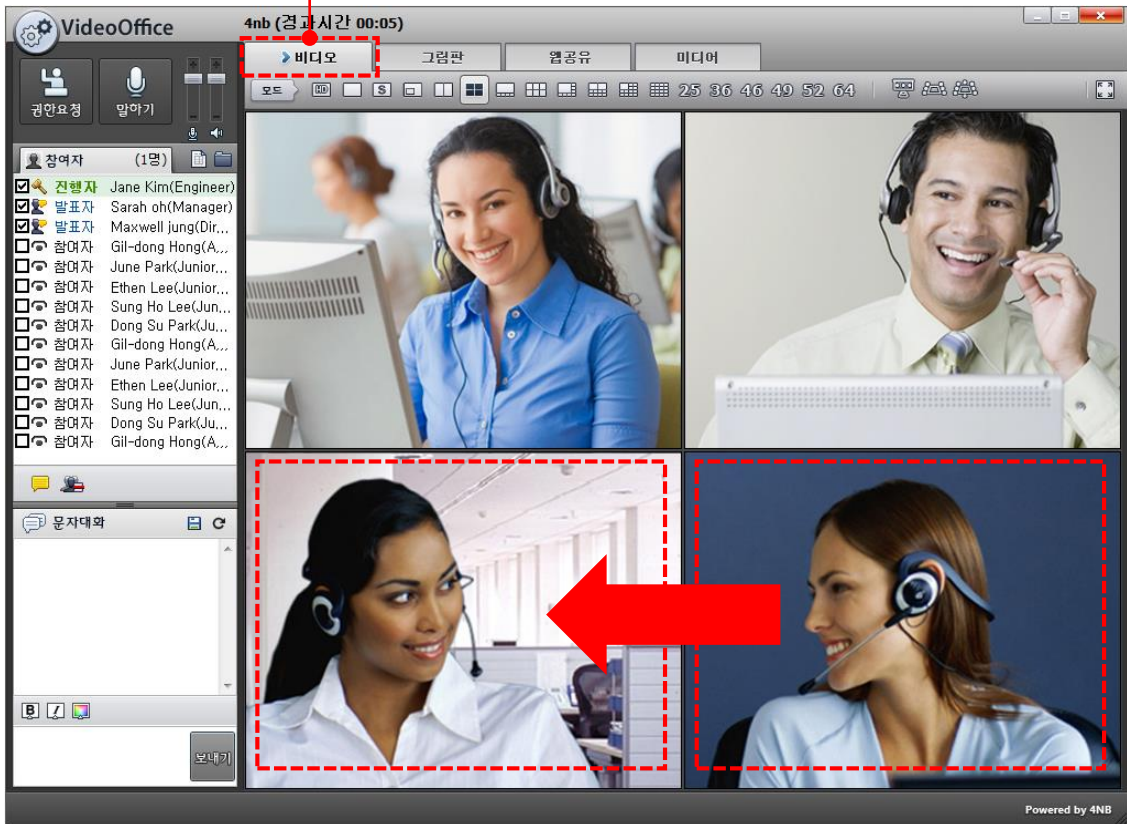 VideoOffice
4nb (경과시간 00:05)
비디오
그림판
웹공유
미디어
권한요청
말하기
모드
HD
S
25 36 46 49 52 64
참여자 (1명)
진행자 Jane Kim(Engineer)
발표자 Sarah oh(Manager)
발표자 Maxwell jung(Dir...
참여자 Gil-dong Hong(A...
참여자 June Park(Junior...
참여자 Ethen Lee(Junior...
참여자 Sung Ho Lee(Jun...
참여자 Dong Su Park(Ju...
참여자 Gil-dong Hong(A...
참여자 June Park(Junior...
참여자 Ethen Lee(Junior...
참여자 Sung Ho Lee(Jun...
참여자 Dong Su Park(Ju...
참여자 Gil-dong Hong(A...
문자대화
B I
보내기
Powered by 4NB